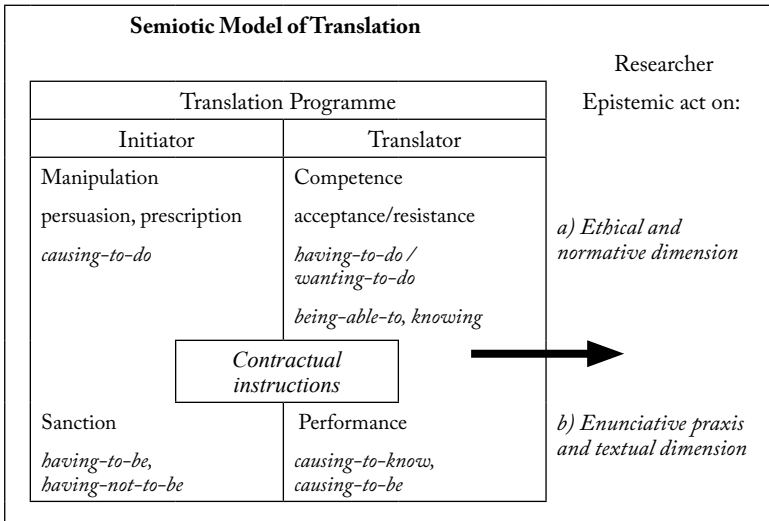 Semiotic Model of Translation
Researcher
Epistemic act on:
Translation Programme
Initiator
Translator
Manipulation
persuasion, prescription
causing-to-do
Competence
acceptance/resistance
having-to-do /
wanting-to-do
being-able-to, knowing
a) Ethical and
normative dimension
Contractual
instructions
Sanction
having-to-be,
having-not-to-be
Performance
causing-to-know,
causing-to-be
b) Enunciative praxis
and textual dimension